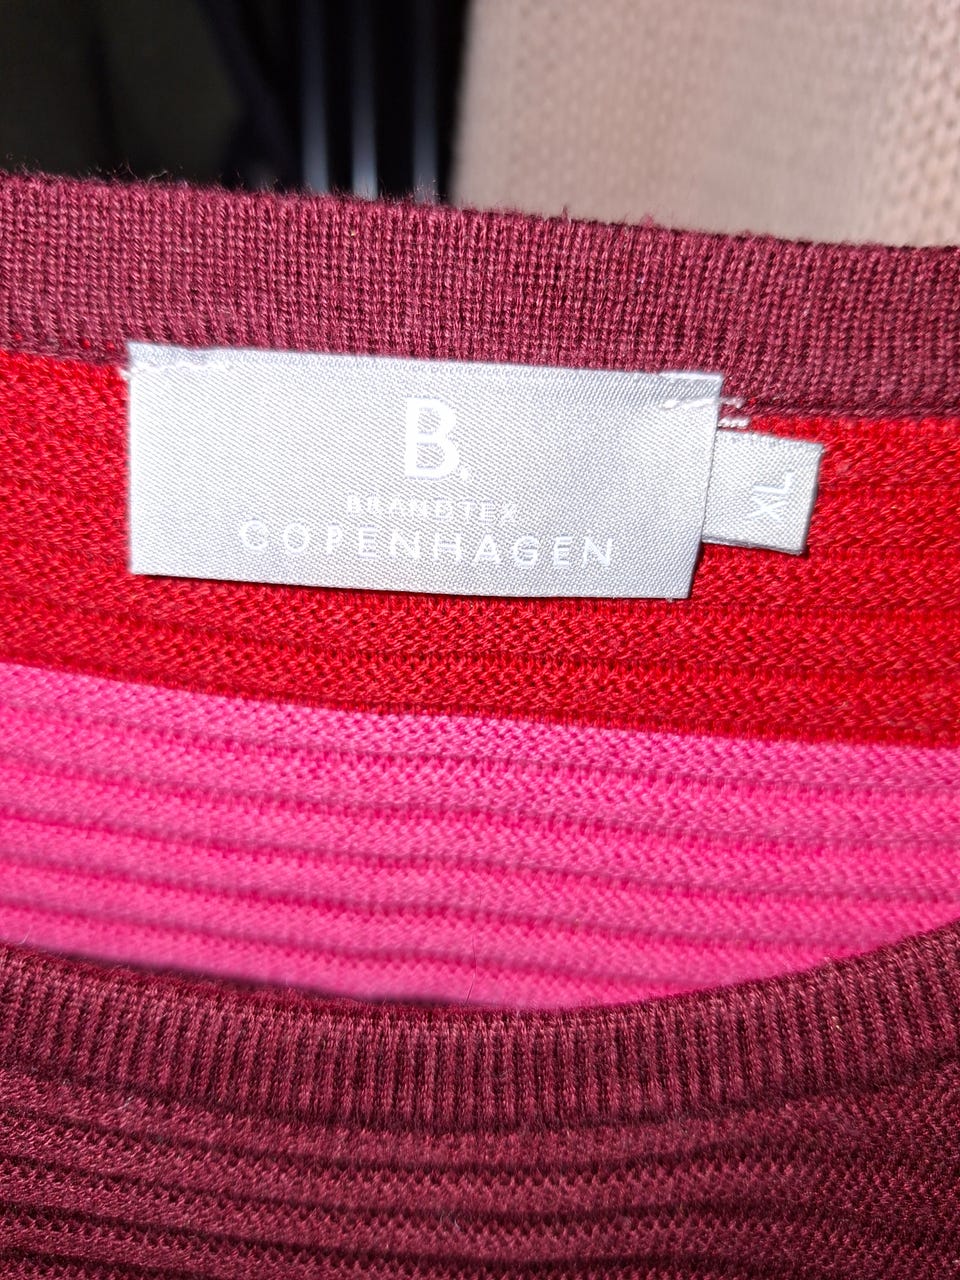 B.
BRANDTEX
COPENHAGEN
XL